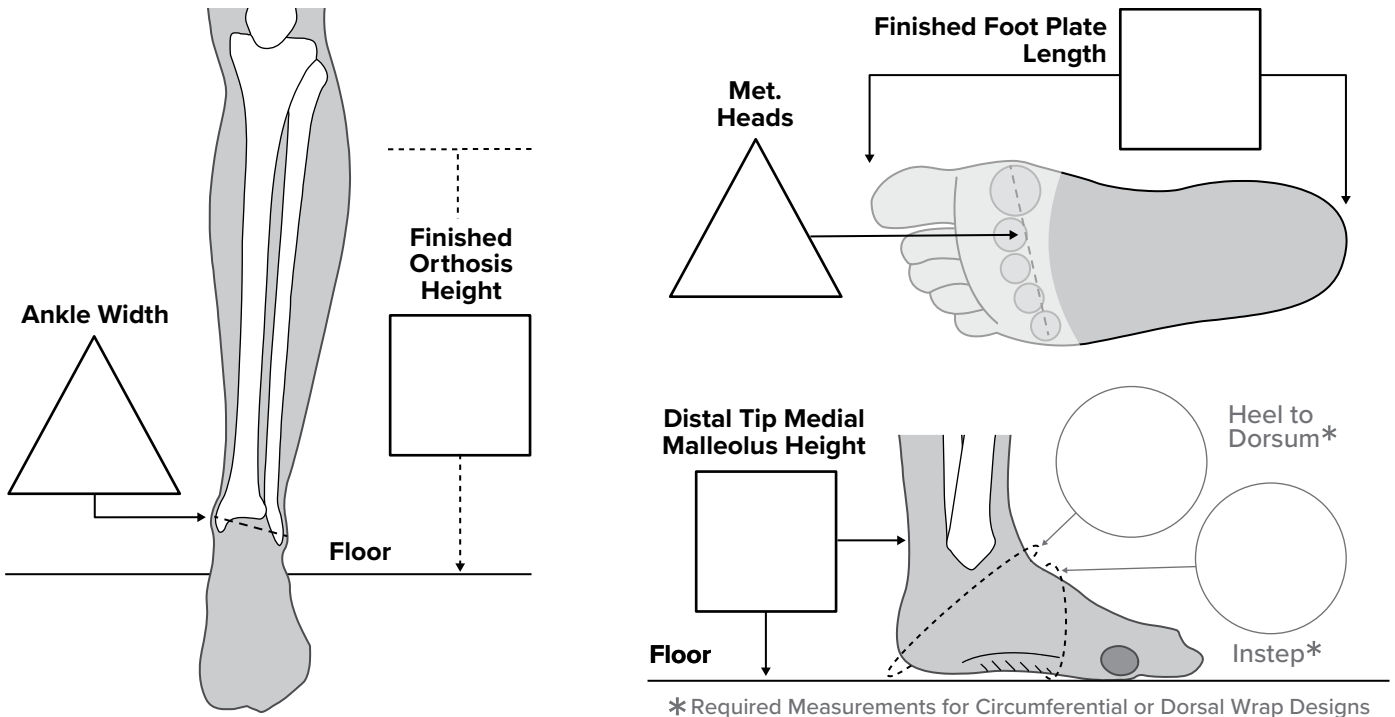 Finished Foot Plate
Length
Met.
Heads
Finished
Orthosis
Height
Ankle Width
Floor
Distal Tip Medial
Malleolus Height
Heel to
Dorsum*
Floor
Instep*
* Required Measurements for Circumferential or Dorsal Wrap Designs